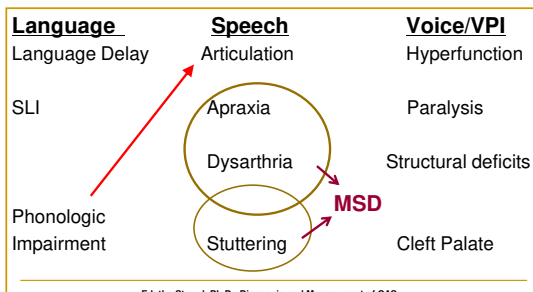 Language Speech Voice/VPI
Language Delay Articulation Hyperfunction
SLI Apraxia Paralysis
Dysarthria Structural deficits
MSD
Phonologic
Impairment Stuttering Cleft Palate